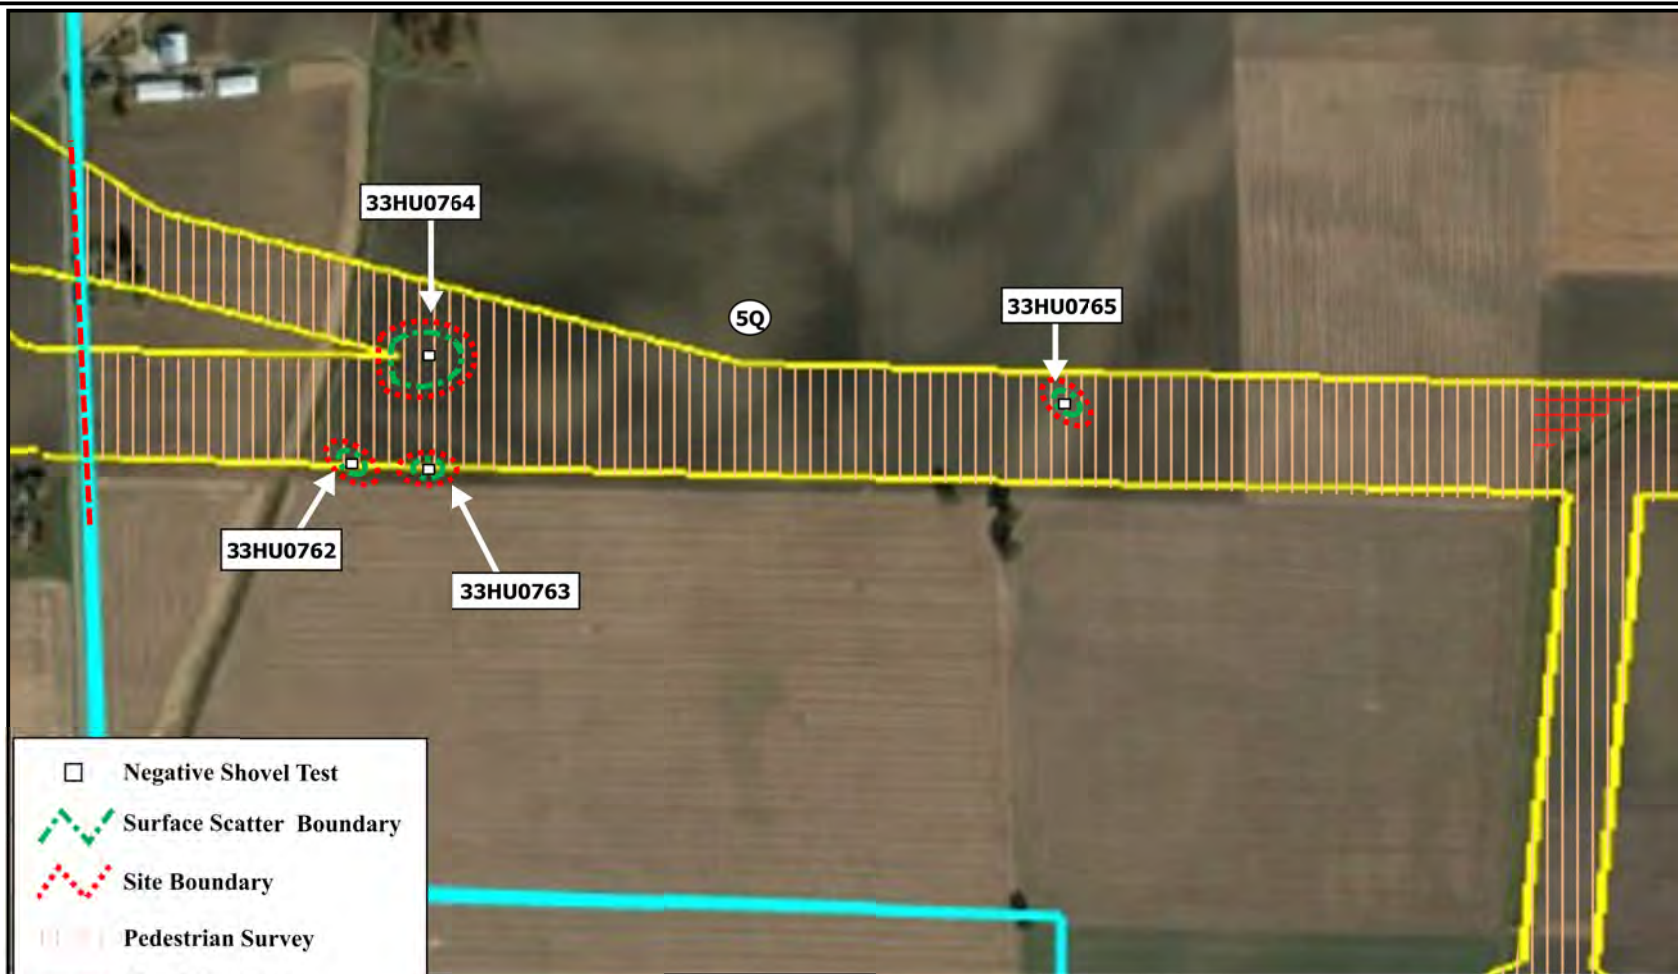 33HU0764
5Q
33HU0765
33HU0762
33HU0763
Negative Shovel Test
Surface Scatter Boundary
Site Boundary
Pedestrian Survey